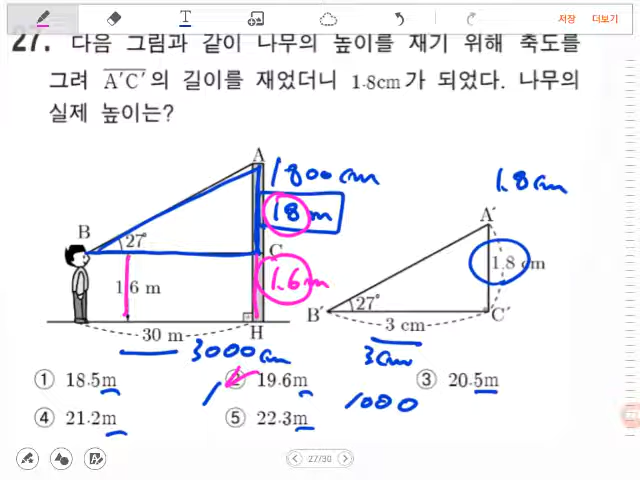 저장 더보기
27. 다음 그림과 같이 나무의 높이를 재기 위해 축도를
그려 A′C′의 길이를 재었더니 1.8cm가 되었다. 나무의
실제 높이는?
A
1800cm
1.8cm
18m
A′
B
27°
C
1.6 m
1.6m
1.8 cm
B′
27°
C′
30 m
H
3 cm
3000cm
3cm
① 18.5m ② 19.6m ③ 20.5m
1000
④ 21.2m ⑤ 22.3m
27/30